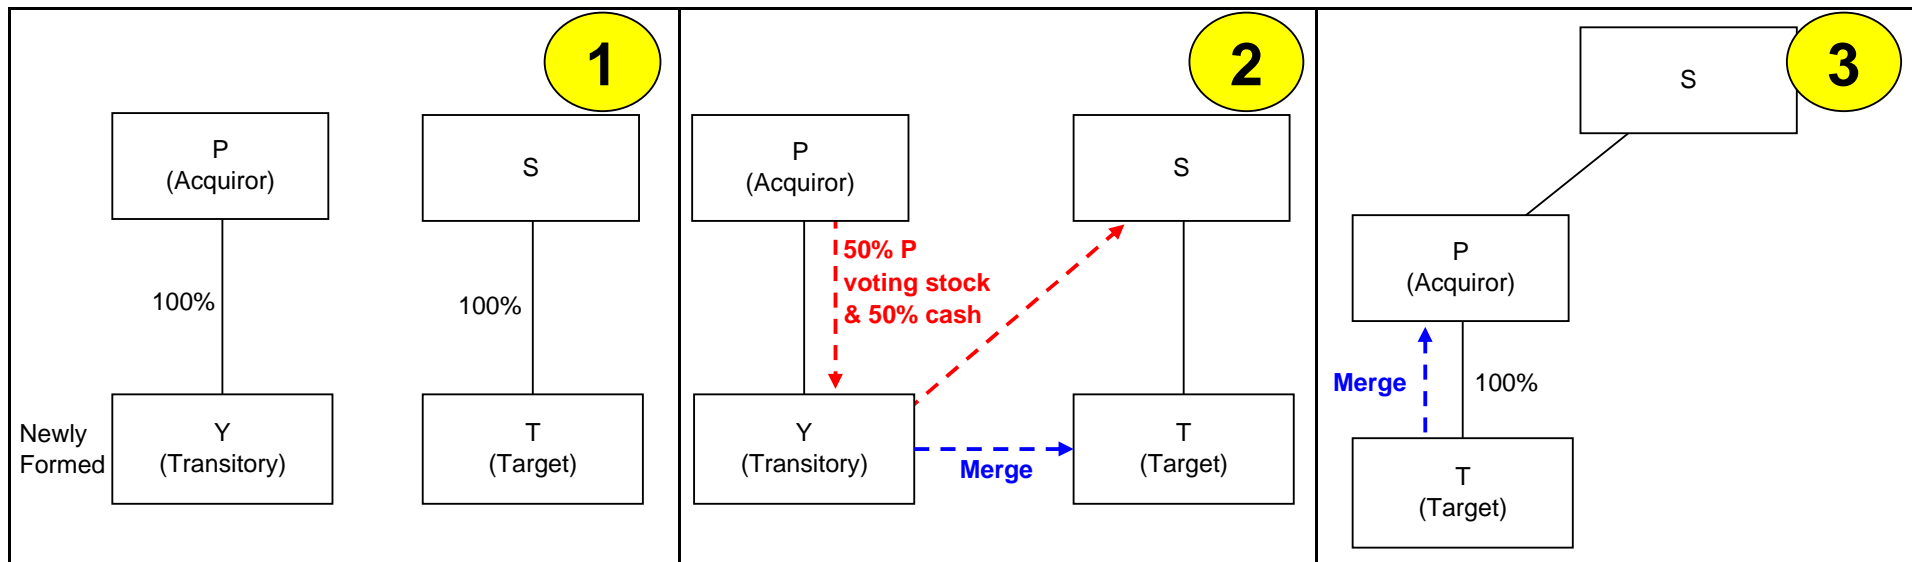 1
P
(Acquiror)
S
100%
100%
Newly
Formed
Y
(Transitory)
T
(Target)
2
P
(Acquiror)
S
50% P
voting stock
& 50% cash
Y
(Transitory)
Merge
T
(Target)
3
S
P
(Acquiror)
Merge
100%
T
(Target)